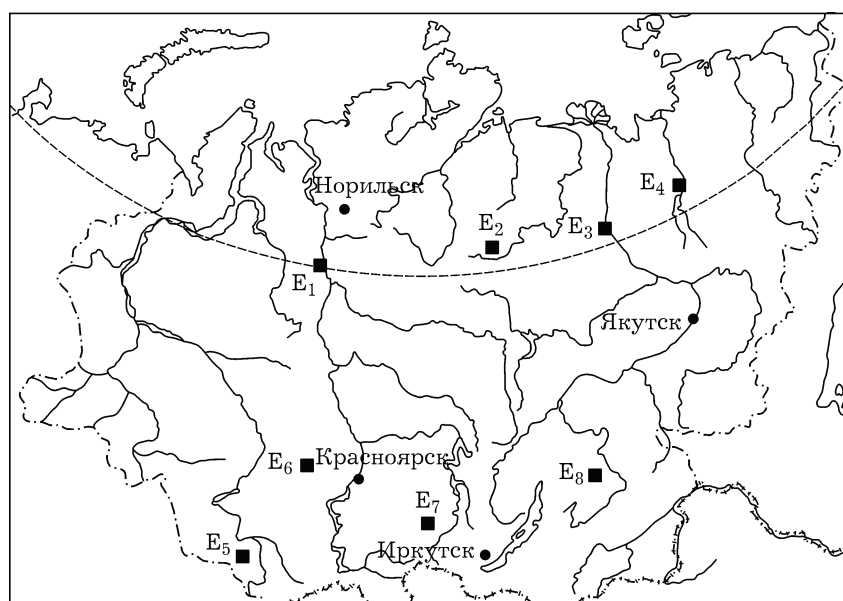 Норильск
E₄
E₂
E₃
E₁
Якутск
E₆
Красноярск
E₈
E₇
E₅
Иркутск